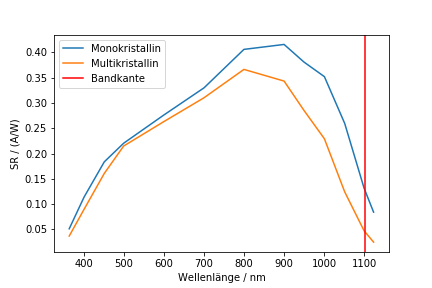 Monokristallin
Multikristallin
Bandkante
SR / (A/W)
0.40
0.35
0.30
0.25
0.20
0.15
0.10
0.05
400 500 600 700 800 900 1000 1100
Wellenlänge / nm